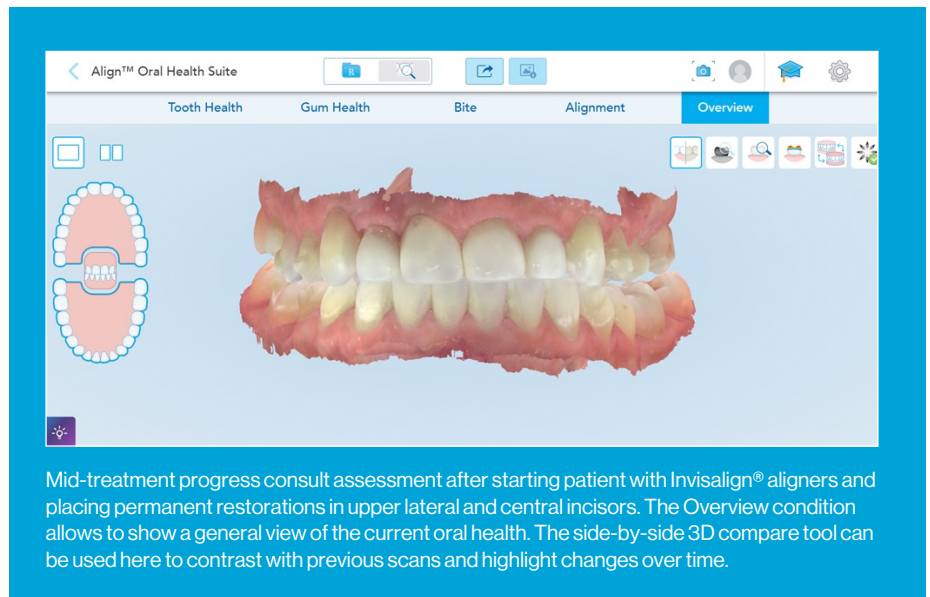 Align™ Oral Health Suite
R
Tooth Health Gum Health Bite Alignment Overview
Mid-treatment progress consult assessment after starting patient with Invisalign® aligners and
placing permanent restorations in upper lateral and central incisors. The Overview condition
allows to show a general view of the current oral health. The side-by-side 3D compare tool can
be used here to contrast with previous scans and highlight changes over time.